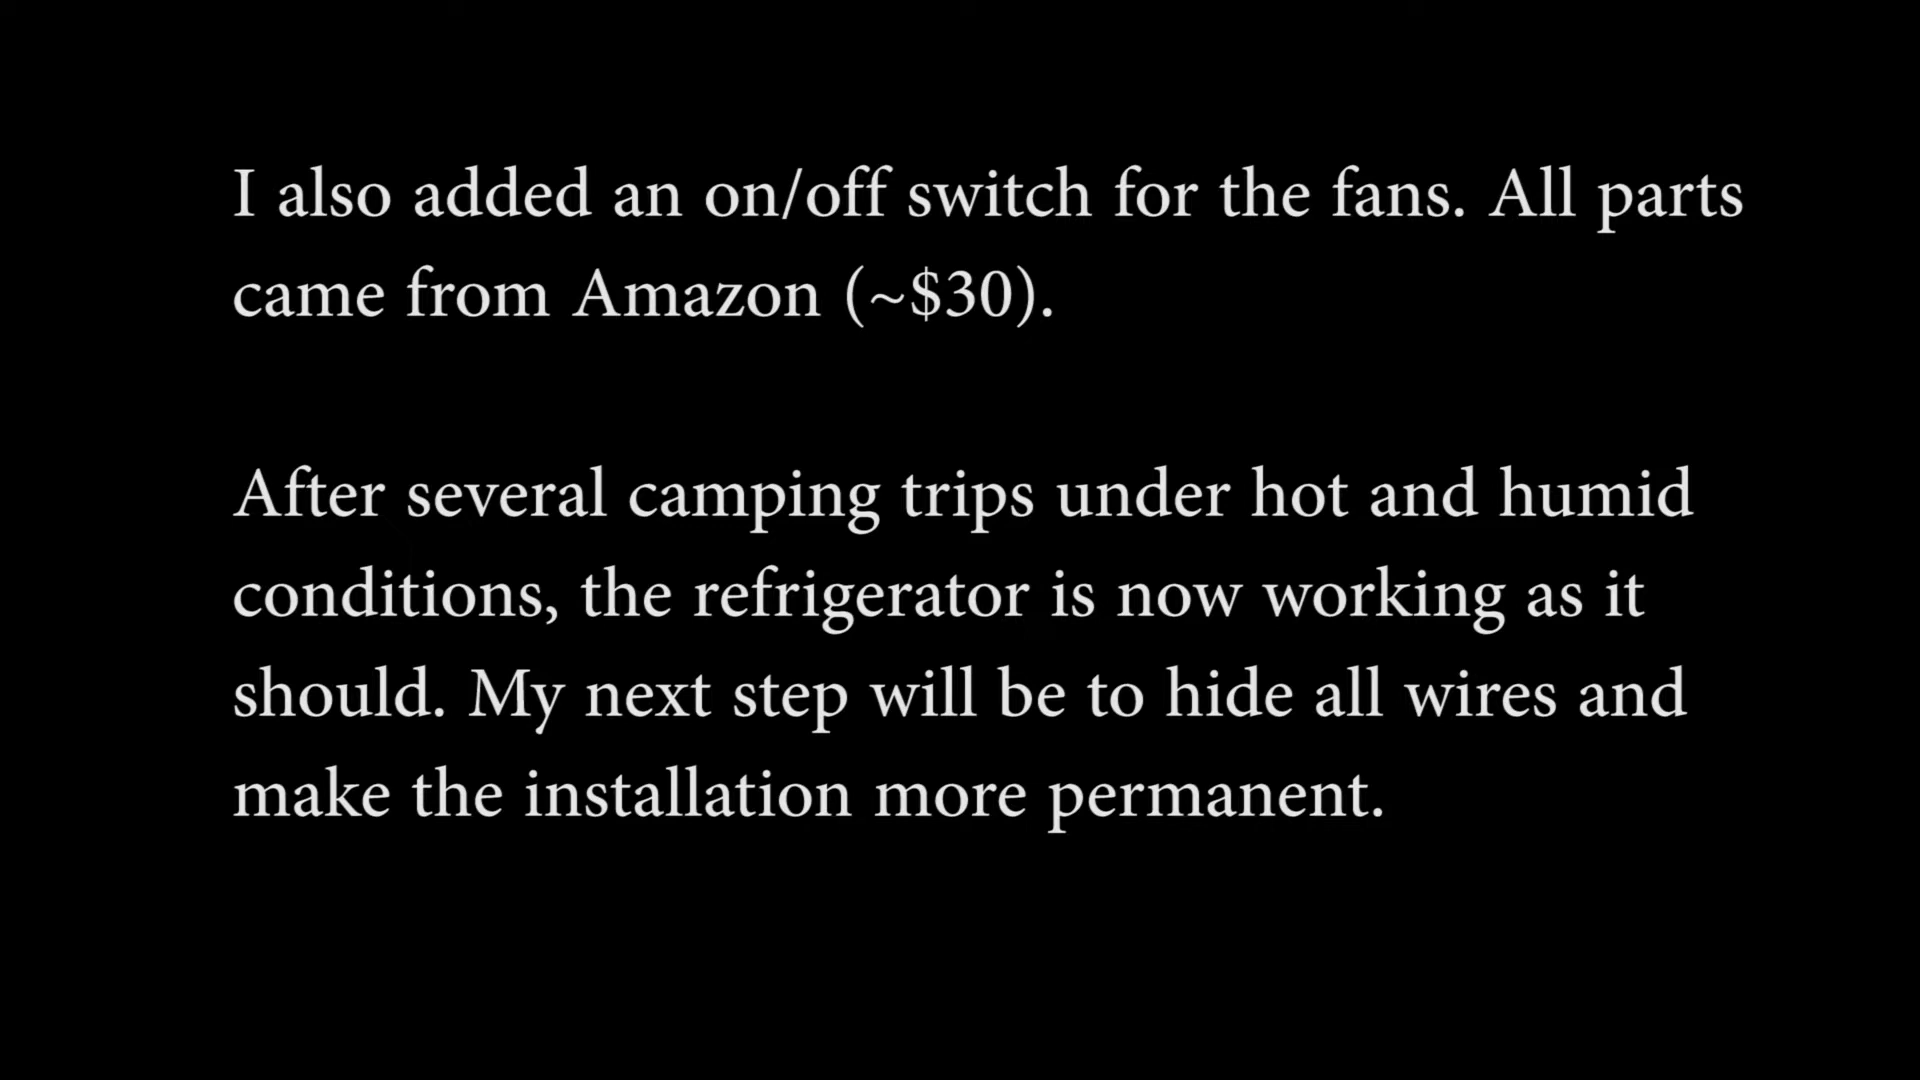 I also added an on/off switch for the fans. All parts
came from Amazon (~$30).
After several camping trips under hot and humid
conditions, the refrigerator is now working as it
should. My next step will be to hide all wires and
make the installation more permanent.